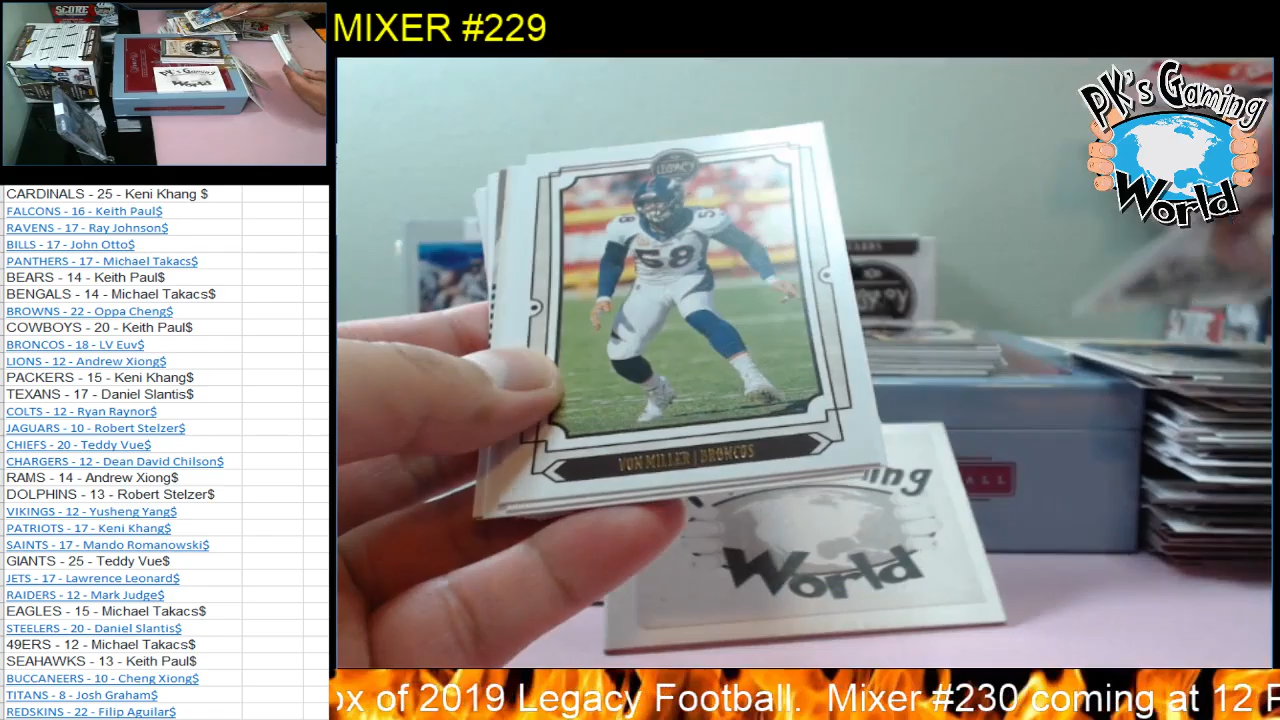 MIXER #229
SCORE
PK's Gaming
World
CARDINALS - 25 - Keni Khang $
FALCONS - 16 - Keith Paul$
RAVENS - 17 - Ray Johnson$
BILLS - 17 - John Otto$
PANTHERS - 17 - Michael Takacs$
BEARS - 14 - Keith Paul$
BENGALS - 14 - Michael Takacs$
BROWNS - 22 - Oppa Cheng$
COWBOYS - 20 - Keith Paul$
BRONCOS - 18 - LV Euv$
LIONS - 12 - Andrew Xiong$
PACKERS - 15 - Keni Khang$
TEXANS - 17 - Daniel Slantis$
COLTS - 12 - Ryan Raynor$
JAGUARS - 10 - Robert Stelzer$
CHIEFS - 20 - Teddy Vue$
CHARGERS - 12 - Dean David Chilson$
RAMS - 14 - Andrew Xiong$
DOLPHINS - 13 - Robert Stelzer$
VIKINGS - 12 - Yusheng Yang$
PATRIOTS - 17 - Keni Khang$
SAINTS - 17 - Mando Romanowski$
GIANTS - 25 - Teddy Vue$
JETS - 17 - Lawrence Leonard$
RAIDERS - 12 - Mark Judge$
EAGLES - 15 - Michael Takacs$
STEELERS - 20 - Daniel Slantis$
49ERS - 12 - Michael Takacs$
SEAHAWKS - 13 - Keith Paul$
BUCCANEERS - 10 - Cheng Xiong$
TITANS - 8 - Josh Graham$
REDSKINS - 22 - Filip Aguilar$
LEGACY
58
58
VON MILLER | BRONCOS
World
ox of 2019 Legacy Football. Mixer #230 coming at 12 P